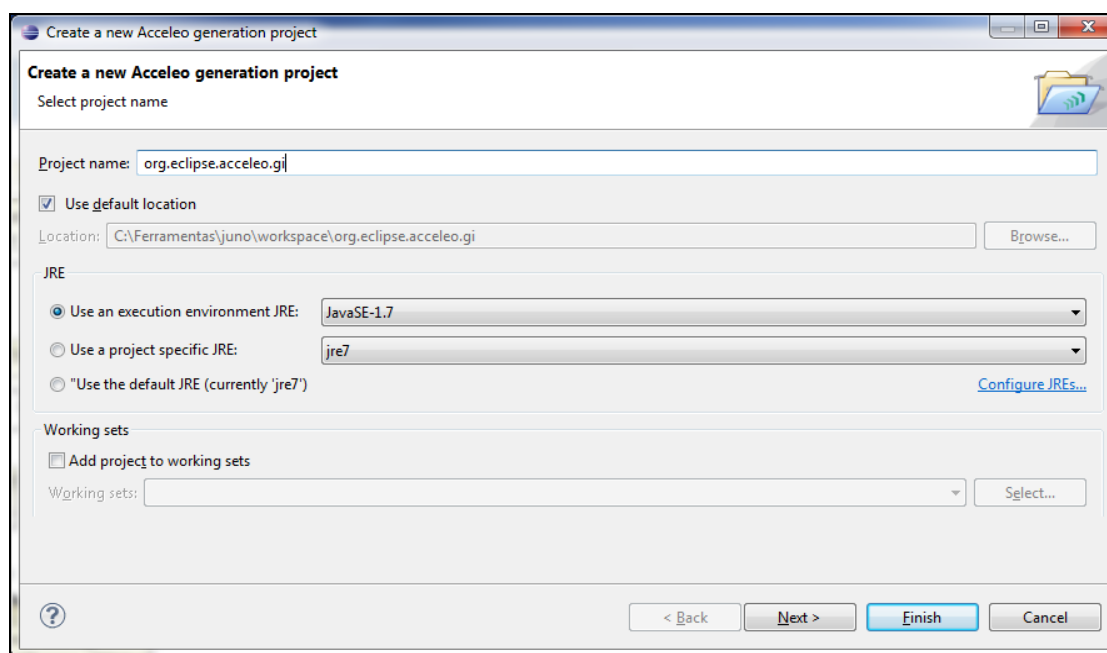 Create a new Acceleo generation project
Create a new Acceleo generation project
Select project name
Project name: org.eclipse.acceleo.gi
Use default location
Location: C:\Ferramentas\juno\workspace\org.eclipse.acceleo.gi Browse...
JRE
Use an execution environment JRE: JavaSE-1.7
Use a project specific JRE: jre7
"Use the default JRE (currently 'jre7') Configure JREs...
Working sets
Add project to working sets
Working sets: Select...
? < Back Next > Finish Cancel